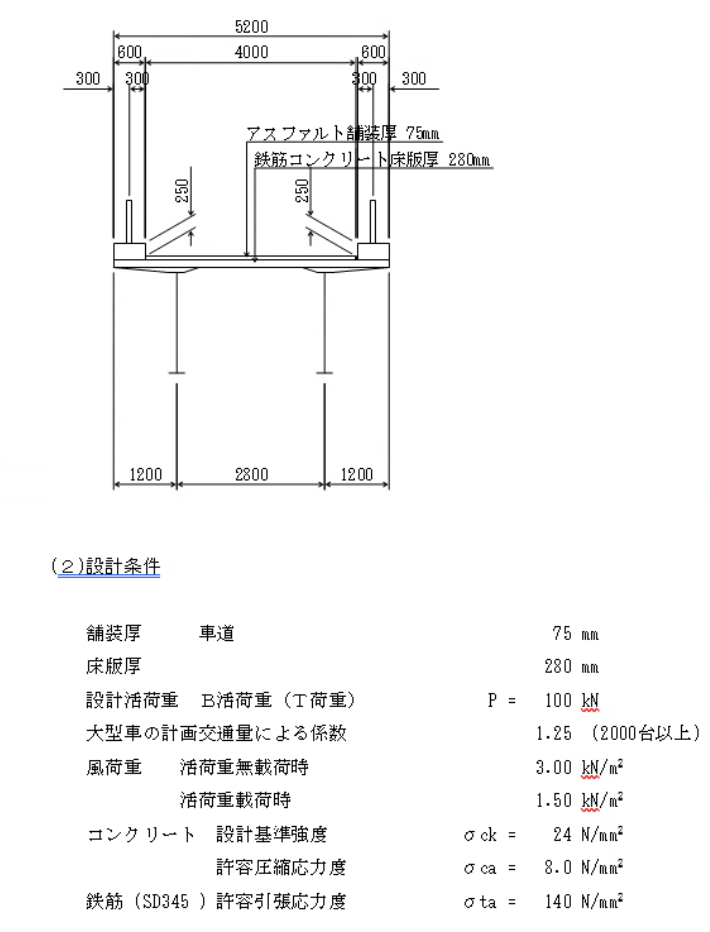 5200
600 4000 600
300 300 300 300
アスファルト舗装厚 75mm
鉄筋コンクリート床版厚 280mm
250 250
1200 2800 1200
(２)設計条件
舗装厚 車道 75 mm
床版厚 280 mm
設計活荷重 Ｂ活荷重（Ｔ荷重） P = 100 kN
大型車の計画交通量による係数 1.25 (2000台以上)
風荷重 活荷重無載荷時 3.00 kN/m²
活荷重載荷時 1.50 kN/m²
コンクリート 設計基準強度 σck = 24 N/mm²
許容圧縮応力度 σca = 8.0 N/mm²
鉄筋(SD345 )許容引張応力度 σta = 140 N/mm²